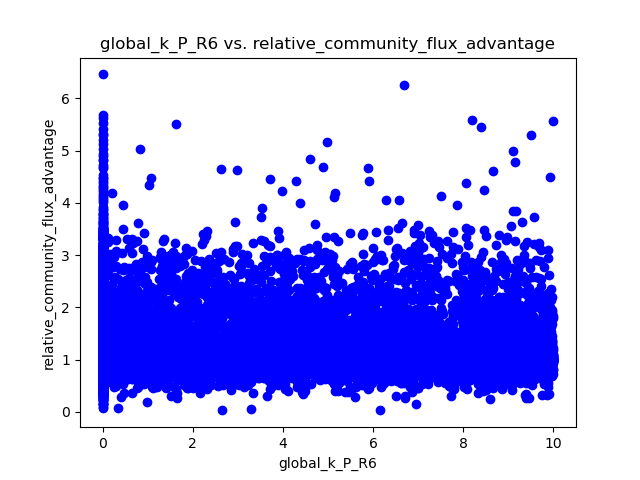 global_k_P_R6 vs. relative_community_flux_advantage
relative_community_flux_advantage
6
5
4
3
2
1
0
0 2 4 6 8 10
global_k_P_R6